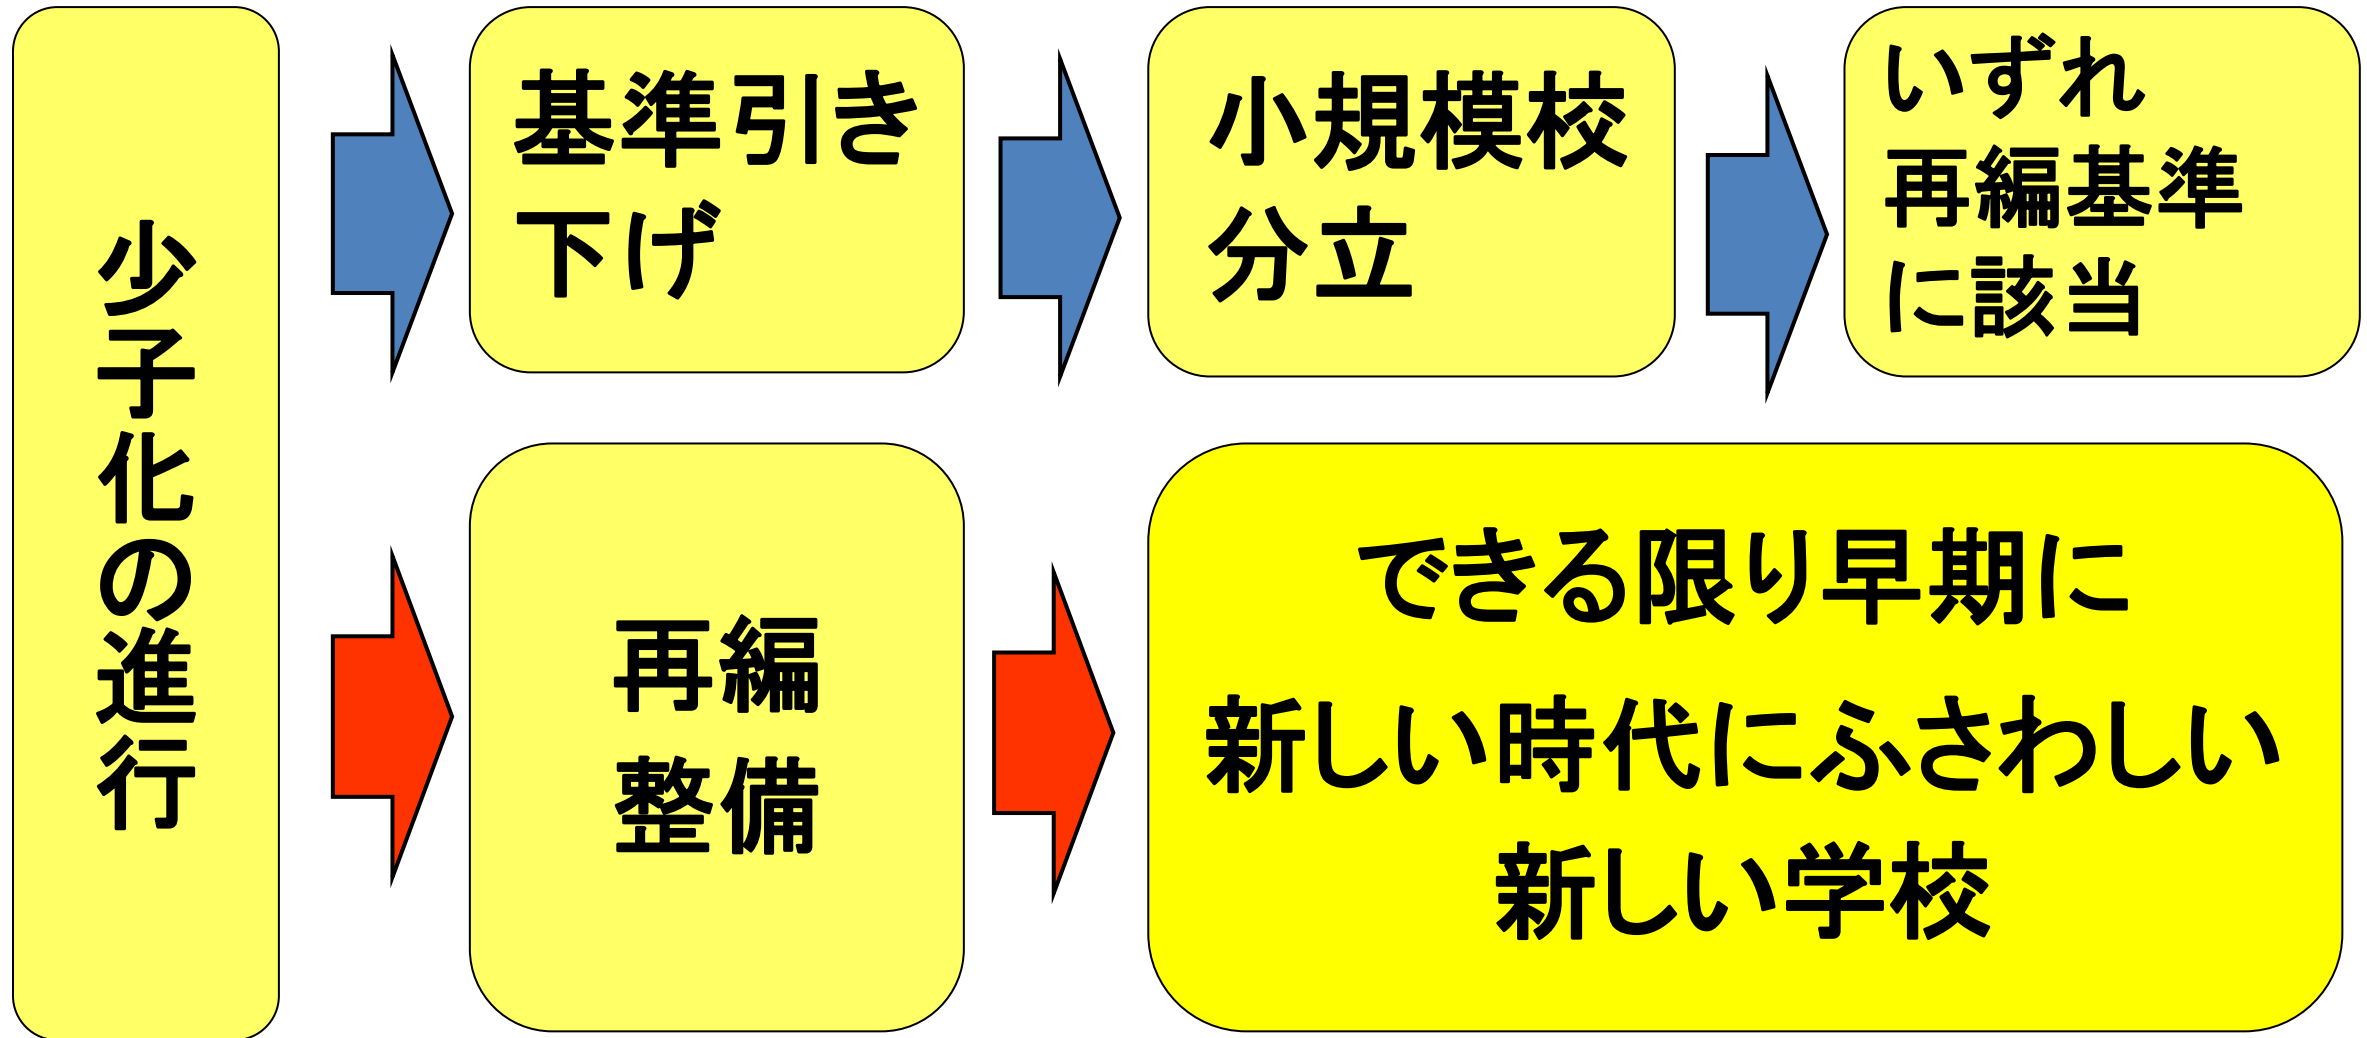 少子化の進行
基準引き
下げ
小規模校
分立
いずれ
再編基準
に該当
再編
整備
できる限り早期に
新しい時代にふさわしい
新しい学校